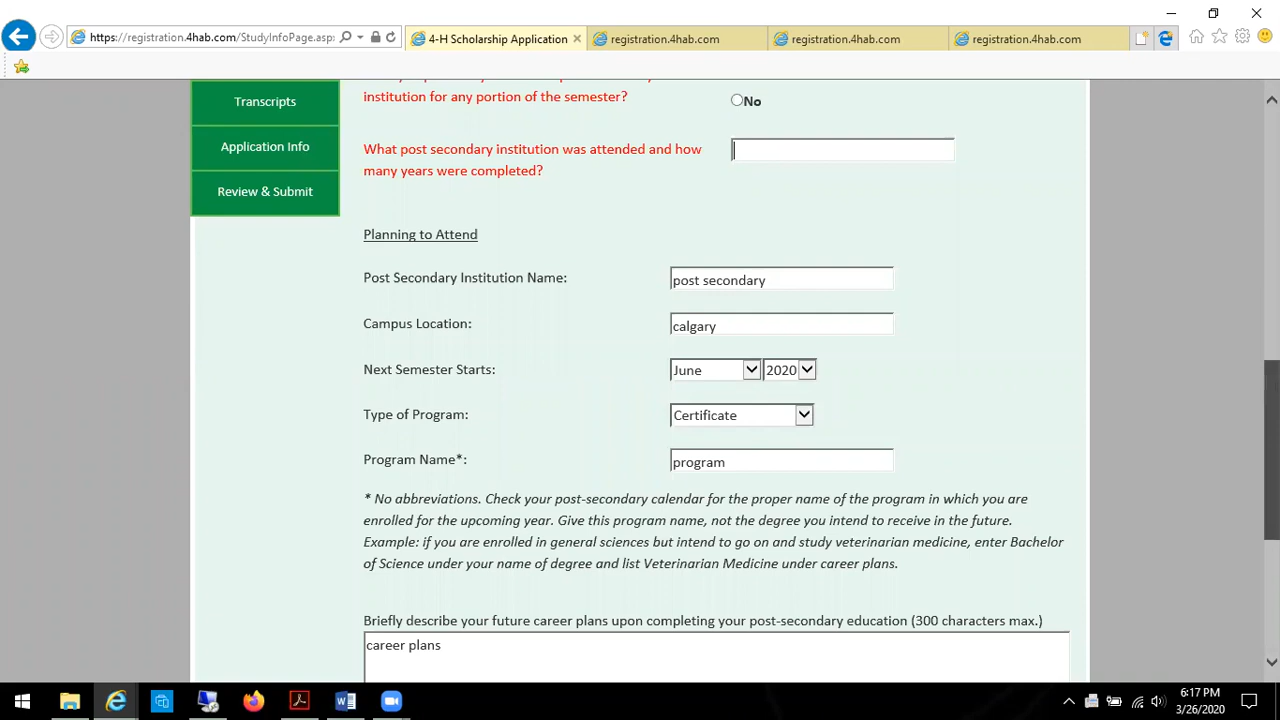 https://registration.4hab.com/StudyInfoPage.asp:
4-H Scholarship Application
registration.4hab.com
registration.4hab.com
registration.4hab.com
Transcripts
Application Info
Review & Submit
institution for any portion of the semester?
No
What post secondary institution was attended and how
many years were completed?
Planning to Attend
Post Secondary Institution Name:
post secondary
Campus Location:
calgary
Next Semester Starts:
June
2020
Type of Program:
Certificate
Program Name*:
program
* No abbreviations. Check your post-secondary calendar for the proper name of the program in which you are
enrolled for the upcoming year. Give this program name, not the degree you intend to receive in the future.
Example: if you are enrolled in general sciences but intend to go on and study veterinarian medicine, enter Bachelor
of Science under your name of degree and list Veterinarian Medicine under career plans.
Briefly describe your future career plans upon completing your post-secondary education (300 characters max.)
career plans
6:17 PM
3/26/2020